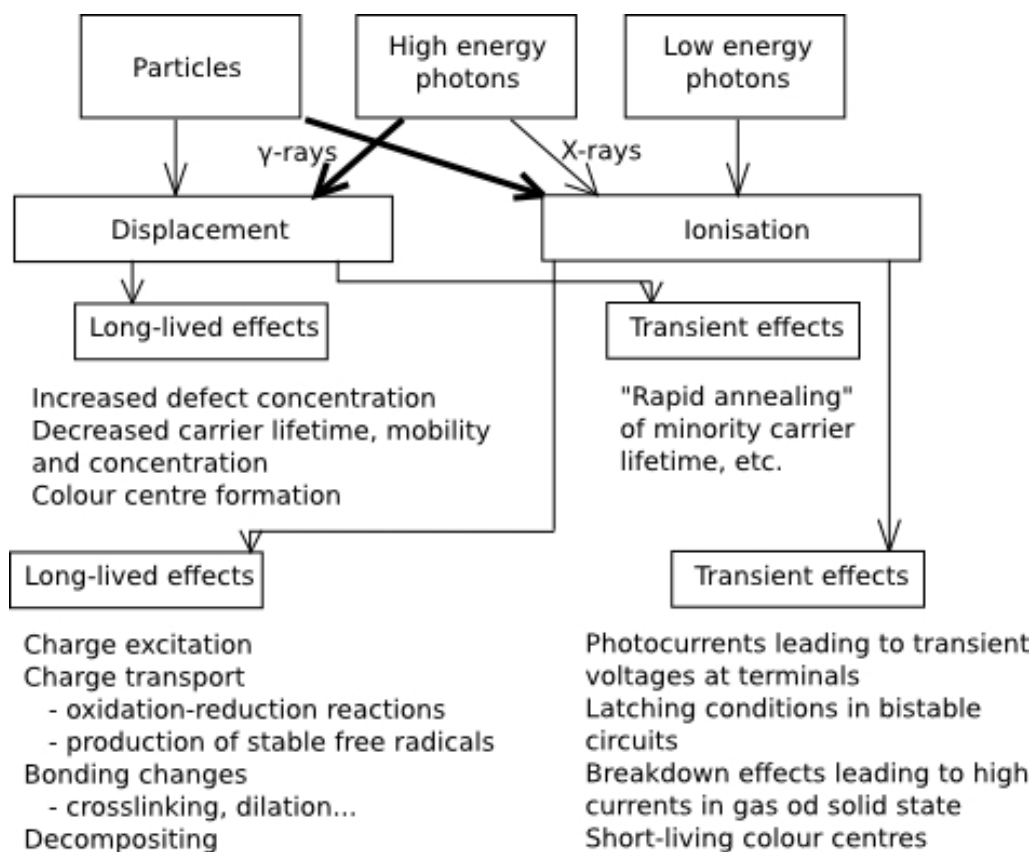 Particles
High energy
photons
Low energy
photons
γ-rays
X-rays
Displacement
Ionisation
Long-lived effects
Transient effects
Increased defect concentration
Decreased carrier lifetime, mobility
and concentration
Colour centre formation
"Rapid annealing"
of minority carrier
lifetime, etc.
Long-lived effects
Transient effects
Charge excitation
Charge transport
- oxidation-reduction reactions
- production of stable free radicals
Bonding changes
- crosslinking, dilation...
Decompositing
Photocurrents leading to transient
voltages at terminals
Latching conditions in bistable
circuits
Breakdown effects leading to high
currents in gas od solid state
Short-living colour centres